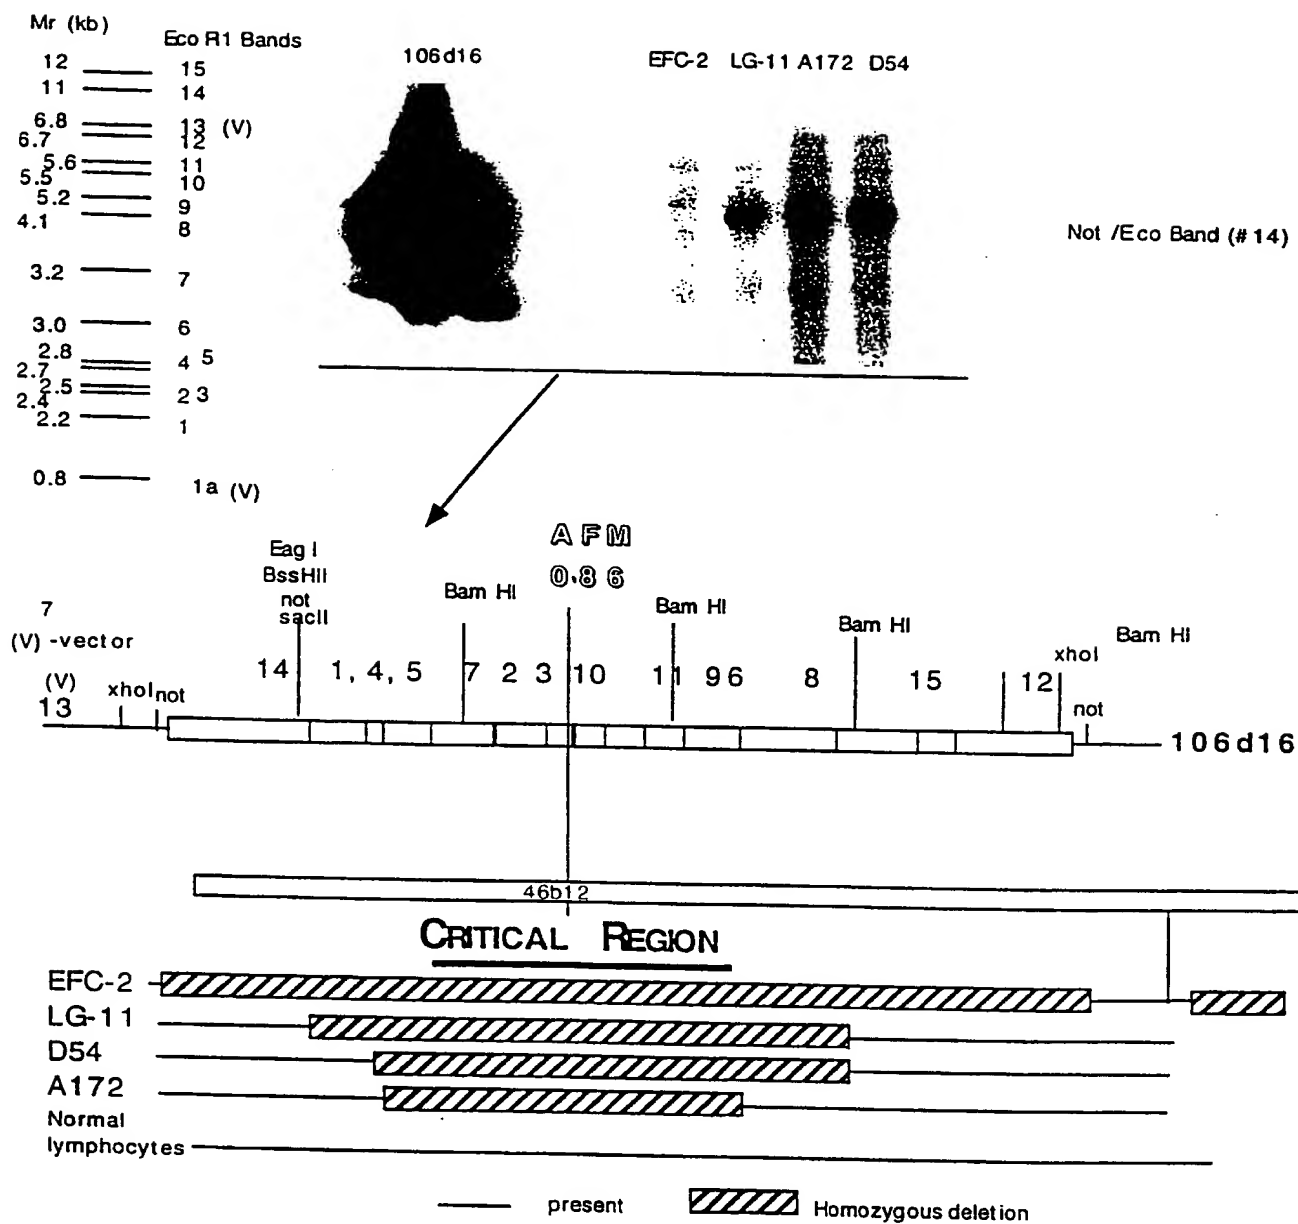 Mr (kb) Eco R1 Bands
106d16
EFC-2 LG-11 A172 D54
12 15
11 14
6.8 13 (V)
6.7 12
5.6 11
5.5 10
5.2 9
4.1 8
Not /Eco Band (#14)
3.2 7
3.0 6
2.8 5
2.7 4
2.5 3
2.4 2
2.2 1
0.8 1a (V)
AFM
0.86
Eag I
BssHII
not
sacII
Bam HI
Bam HI
Bam HI
Bam HI
7
(V) -vector
(V)
13
xhoI not
14 1, 4, 5 7 2 3 10 11 9 6 8 15 12
xhoI
not
106d16
46b12
CRITICAL REGION
EFC-2
LG-11
D54
A172
Normal
lymphocytes
present Homozygous deletion